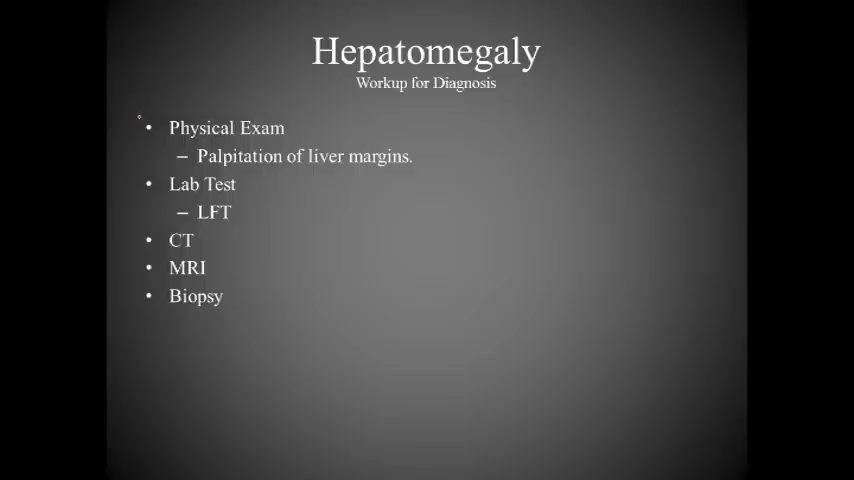 Hepatomegaly
Workup for Diagnosis
• Physical Exam
– Palpitation of liver margins.
• Lab Test
– LFT
• CT
• MRI
• Biopsy